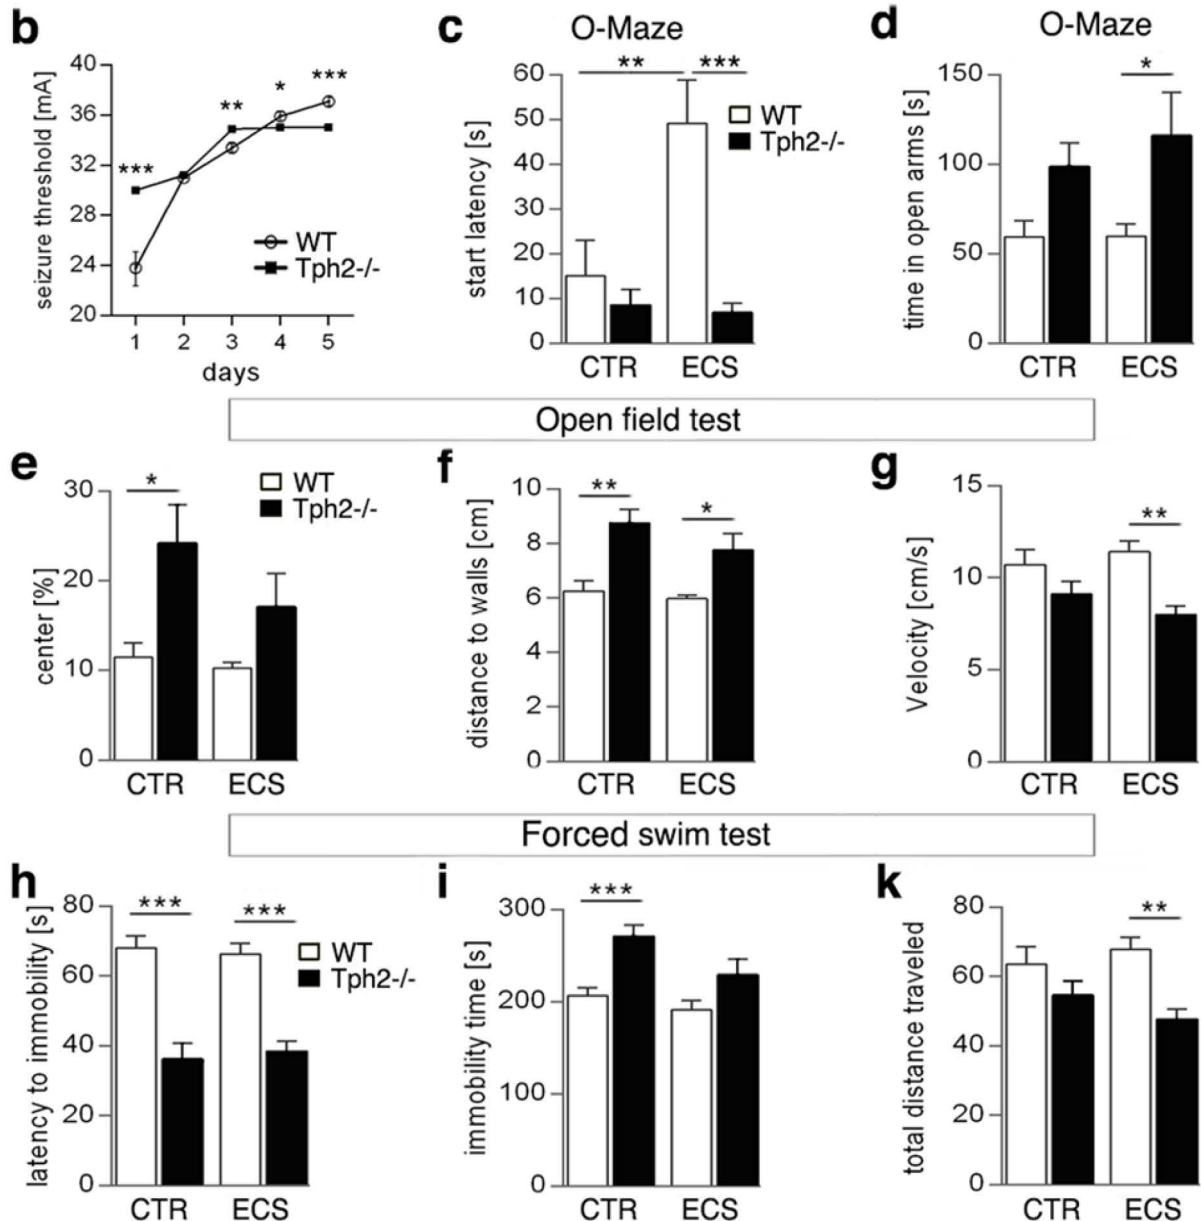 b
seizure threshold [mA]
40
36
32
28
24
20
***
**
*
***
WT
Tph2-/-
1 2 3 4 5
days
c
O-Maze
start latency [s]
60
50
40
30
20
10
0
** ***
WT
Tph2-/-
CTR ECS
d
O-Maze
time in open arms [s]
150
100
50
0
*
CTR ECS
Open field test
e
center [%]
30
20
10
0
*
WT
Tph2-/-
CTR ECS
f
distance to walls [cm]
10
8
6
4
2
0
**
*
CTR ECS
g
Velocity [cm/s]
15
10
5
0
**
CTR ECS
Forced swim test
h
latency to immobility [s]
80
60
40
20
0
***
***
WT
Tph2-/-
CTR ECS
i
immobility time [s]
300
200
100
0
***
CTR ECS
k
total distance traveled
80
60
40
20
0
**
CTR ECS